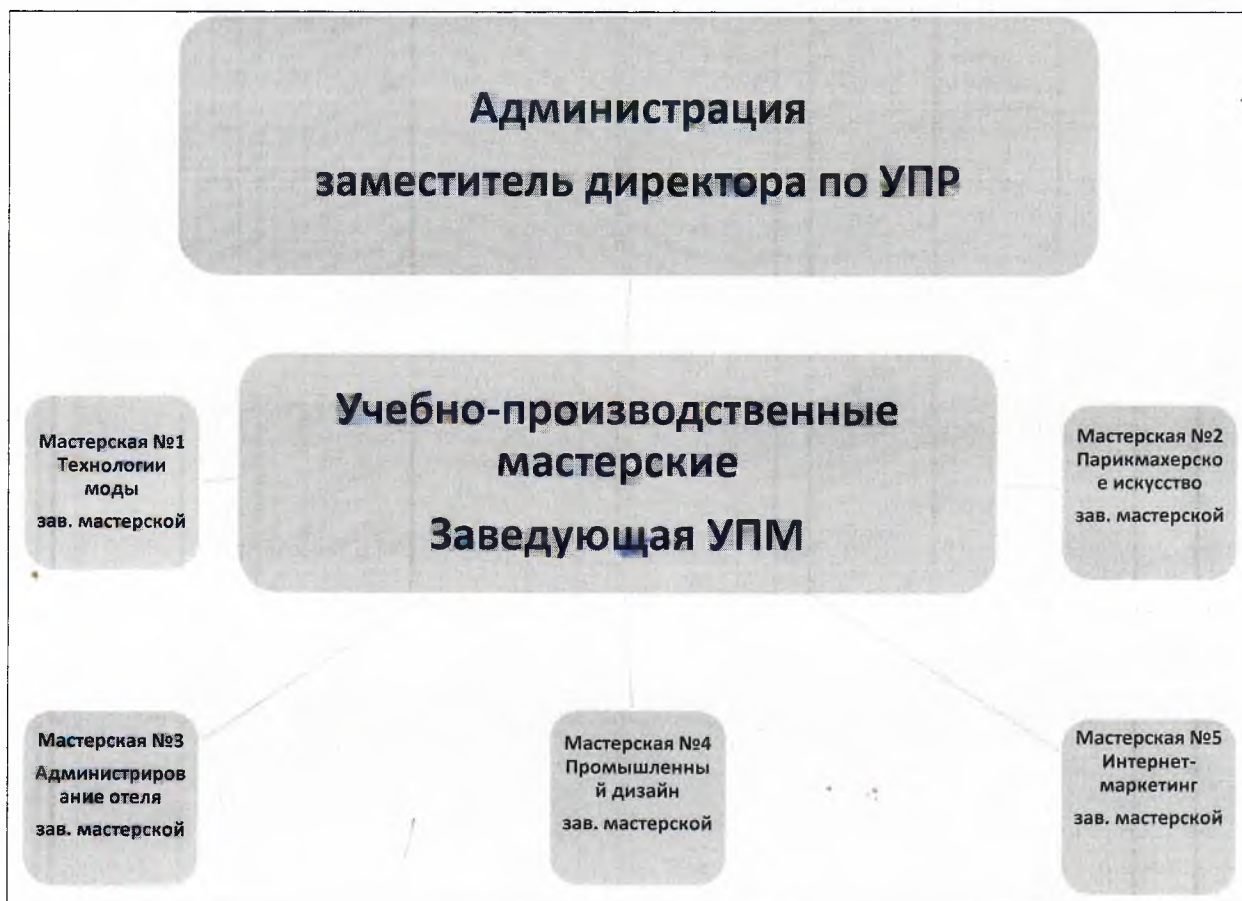 Администрация
заместитель директора по УПР
Учебно-производственные
мастерские
Заведующая УПМ
Мастерская №1
Технологии
моды
зав. мастерской
Мастерская №2
Парикмахерско
е искусство
зав. мастерской
Мастерская №3
Администриров
ание отеля
зав. мастерской
Мастерская №4
Промышленны
й дизайн
зав. мастерской
Мастерская №5
Интернет-
маркетинг
зав. мастерской